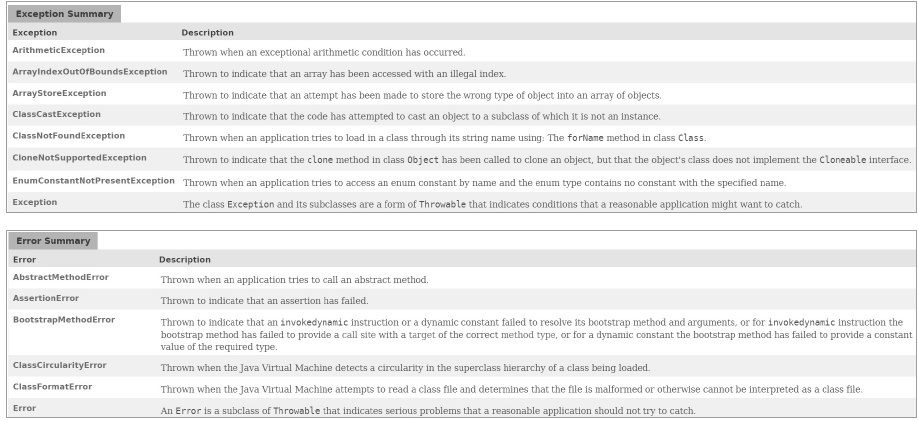 Exception Summary
Exception Description
ArithmeticException Thrown when an exceptional arithmetic condition has occurred.
ArrayIndexOutOfBoundsException Thrown to indicate that an array has been accessed with an illegal index.
ArrayStoreException Thrown to indicate that an attempt has been made to store the wrong type of object into an array of objects.
ClassCastException Thrown to indicate that the code has attempted to cast an object to a subclass of which it is not an instance.
ClassNotFoundException Thrown when an application tries to load in a class through its string name using: The forName method in class Class.
CloneNotSupportedException Thrown to indicate that the clone method in class Object has been called to clone an object, but that the object's class does not implement the Cloneable interface.
EnumConstantNotPresentException Thrown when an application tries to access an enum constant by name and the enum type contains no constant with the specified name.
Exception The class Exception and its subclasses are a form of Throwable that indicates conditions that a reasonable application might want to catch.
Error Summary
Error Description
AbstractMethodError Thrown when an application tries to call an abstract method.
AssertionError Thrown to indicate that an assertion has failed.
BootstrapMethodError Thrown to indicate that an invokedynamic instruction or a dynamic constant failed to resolve its bootstrap method and arguments, or for invokedynamic instruction the
bootstrap method has failed to provide a call site with a target of the correct method type, or for a dynamic constant the bootstrap method has failed to provide a constant
value of the required type.
ClassCircularityError Thrown when the Java Virtual Machine detects a circularity in the superclass hierarchy of a class being loaded.
ClassFormatError Thrown when the Java Virtual Machine attempts to read a class file and determines that the file is malformed or otherwise cannot be interpreted as a class file.
Error An Error is a subclass of Throwable that indicates serious problems that a reasonable application should not try to catch.